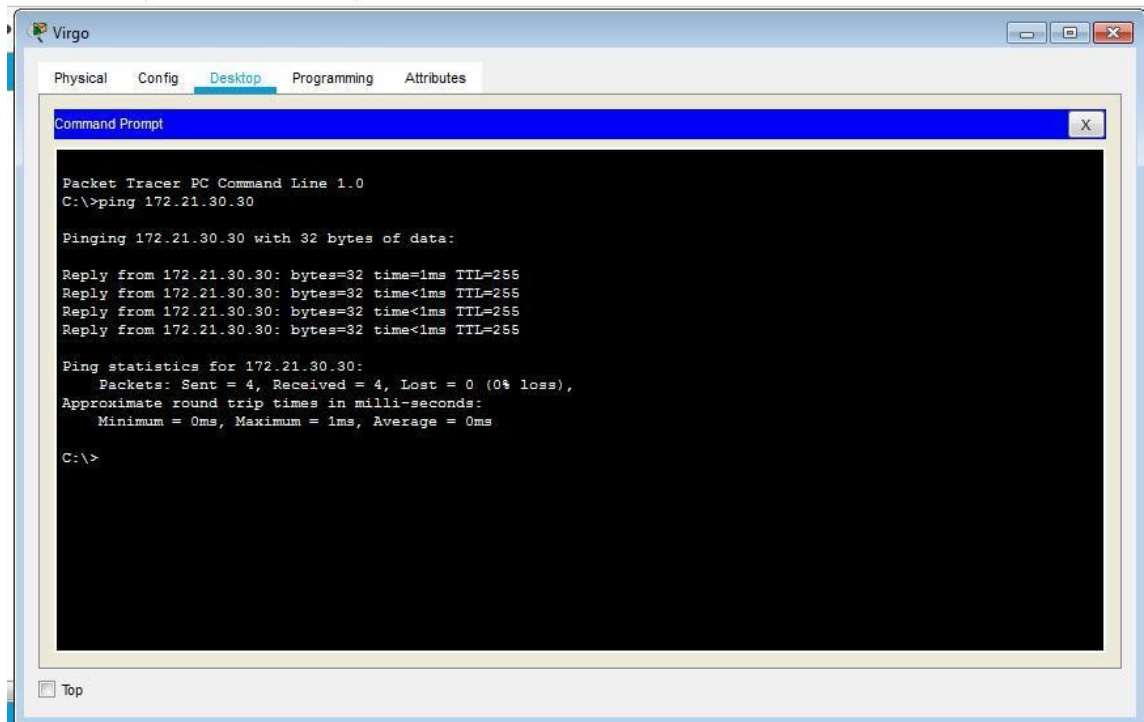 Virgo
Physical Config Desktop Programming Attributes
Command Prompt
X
Packet Tracer PC Command Line 1.0
C:\>ping 172.21.30.30
Pinging 172.21.30.30 with 32 bytes of data:
Reply from 172.21.30.30: bytes=32 time=1ms TTL=255
Reply from 172.21.30.30: bytes=32 time<1ms TTL=255
Reply from 172.21.30.30: bytes=32 time<1ms TTL=255
Reply from 172.21.30.30: bytes=32 time<1ms TTL=255
Ping statistics for 172.21.30.30:
    Packets: Sent = 4, Received = 4, Lost = 0 (0% loss),
Approximate round trip times in milli-seconds:
    Minimum = 0ms, Maximum = 1ms, Average = 0ms
C:\>
Top